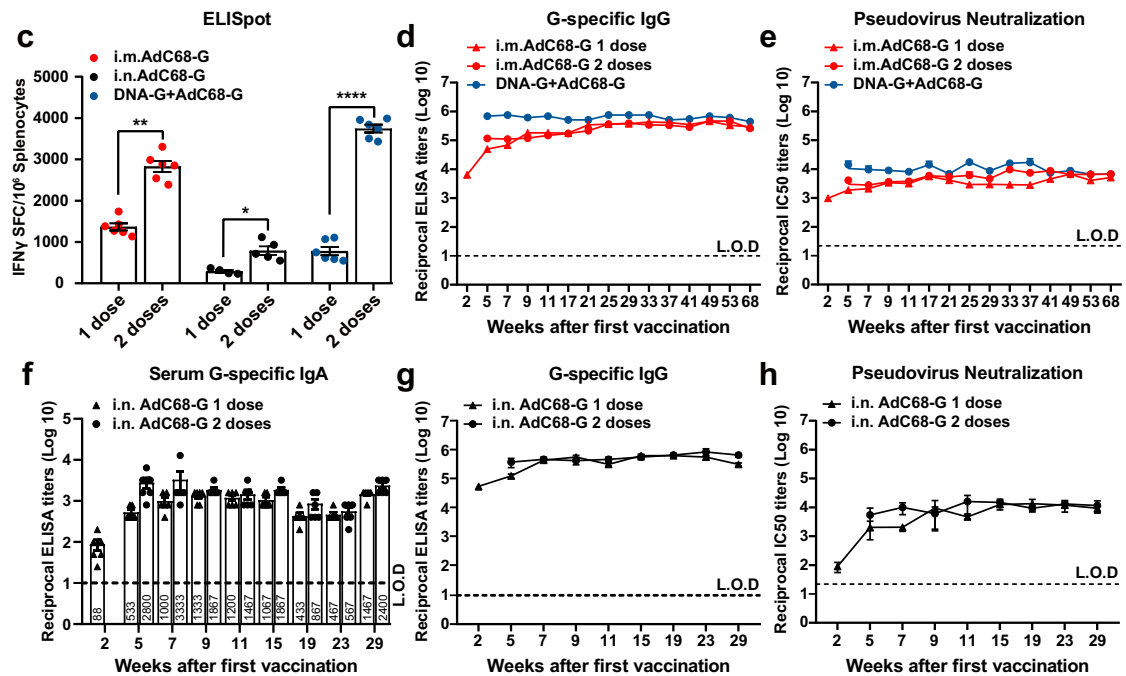 c
ELISpot
i.m.AdC68-G
i.n.AdC68-G
DNA-G+AdC68-G
IFNγ SFC/10⁶ Splenocytes
5000
4000
3000
2000
1000
0
**
*
****
1 dose
2 doses
1 dose
2 doses
1 dose
2 doses
d
G-specific IgG
i.m.AdC68-G 1 dose
i.m.AdC68-G 2 doses
DNA-G+AdC68-G
Reciprocal ELISA titers (Log 10)
7
6
5
4
3
2
1
0
L.O.D
2 5 7 9 11 17 21 25 29 33 37 41 49 53 68
Weeks after first vaccination
e
Pseudovirus Neutralization
i.m.AdC68-G 1 dose
i.m.AdC68-G 2 doses
DNA-G+AdC68-G
Reciprocal IC50 titers (Log 10)
7
6
5
4
3
2
1
0
L.O.D
2 5 7 9 11 17 21 25 29 33 37 41 49 53 68
Weeks after first vaccination
f
Serum G-specific IgA
i.n. AdC68-G 1 dose
i.n. AdC68-G 2 doses
Reciprocal ELISA titers (Log 10)
5
4
3
2
1
0
L.O.D
88 533 2800 1000 3333 1333 1867 1200 1467 1067 1867 433 867 467 567 1467 2400
2 5 7 9 11 15 19 23 29
Weeks after first vaccination
g
G-specific IgG
i.n. AdC68-G 1 dose
i.n. AdC68-G 2 doses
Reciprocal ELISA titers (Log 10)
7
6
5
4
3
2
1
0
L.O.D
2 5 7 9 11 15 19 23 29
Weeks after first vaccination
h
Pseudovirus Neutralization
i.n. AdC68-G 1 dose
i.n. AdC68-G 2 doses
Reciprocal IC50 titers (Log 10)
7
6
5
4
3
2
1
0
L.O.D
2 5 7 9 11 15 19 23 29
Weeks after first vaccination